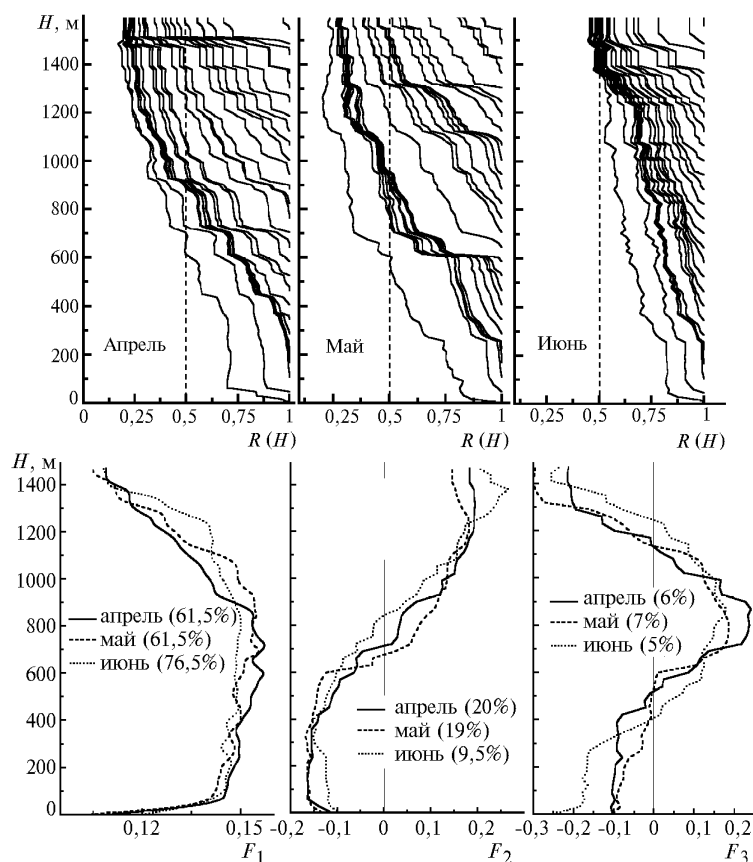 H, м
1400
1200
1000
800
600
400
200
0
Апрель
Май
Июнь
0 0,25 0,5 0,75 1
0,25 0,5 0,75 1
0,25 0,5 0,75 1
R (H)
R (H)
R (H)
H, м
1400
1200
1000
800
600
400
200
0
апрель (61,5%)
май (61,5%)
июнь (76,5%)
апрель (20%)
май (19%)
июнь (9,5%)
апрель (6%)
май (7%)
июнь (5%)
0,12 0,15
-0,2 -0,1 0 0,1 0,2
-0,3 -0,2 -0,1 0 0,1 0,2
F1
F2
F3